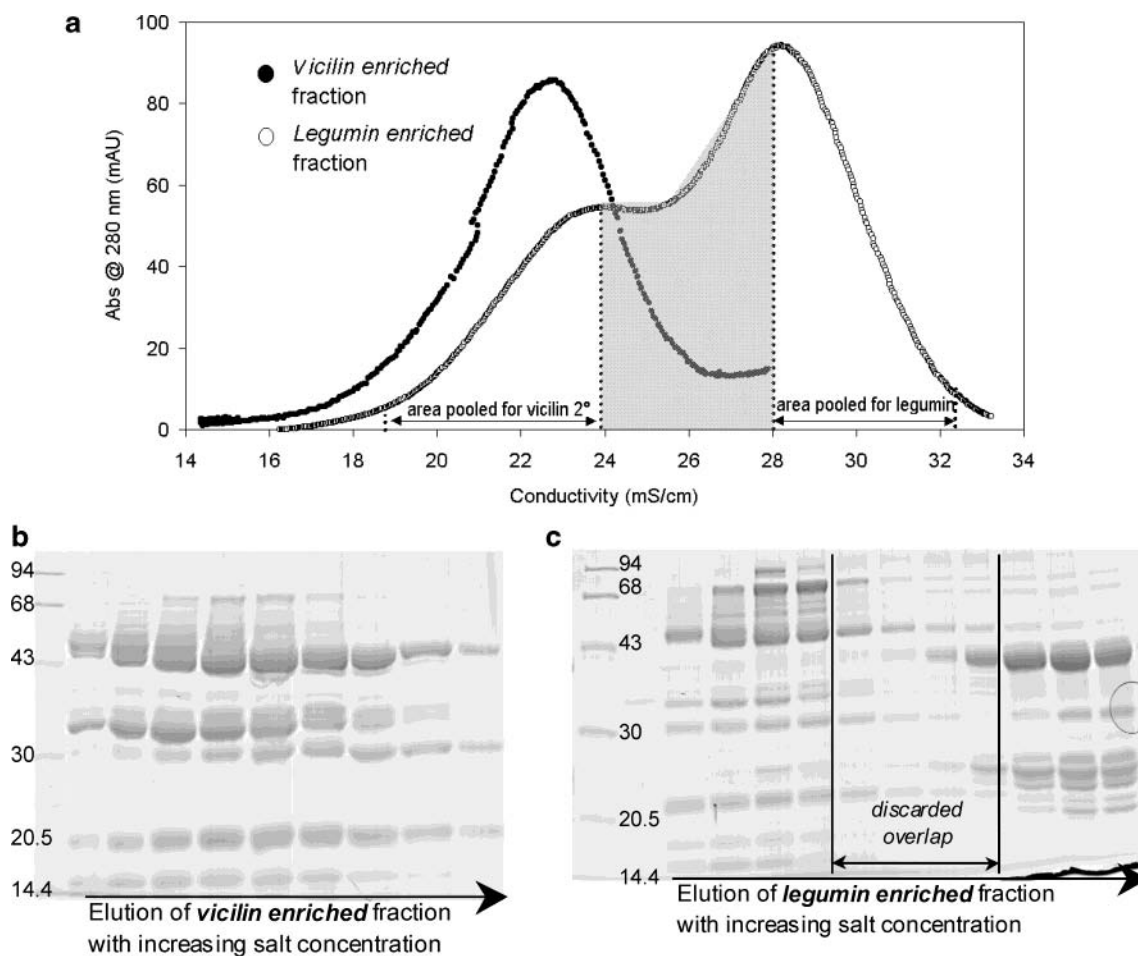 a
100
80
60
40
20
0
Abs @ 280 nm (mAU)
Vicilin enriched
fraction
Legumin enriched
fraction
area pooled for vicilin 2°
area pooled for legumin
14 16 18 20 22 24 26 28 30 32 34
Conductivity (mS/cm)
b
94
68
43
30
20.5
14.4
Elution of vicilin enriched fraction
with increasing salt concentration
c
94
68
43
30
20.5
14.4
discarded
overlap
Elution of legumin enriched fraction
with increasing salt concentration